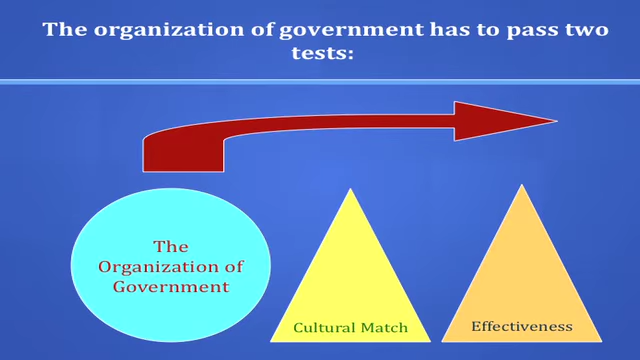 The organization of government has to pass two
tests:
The
Organization of
Government
Cultural Match
Effectiveness